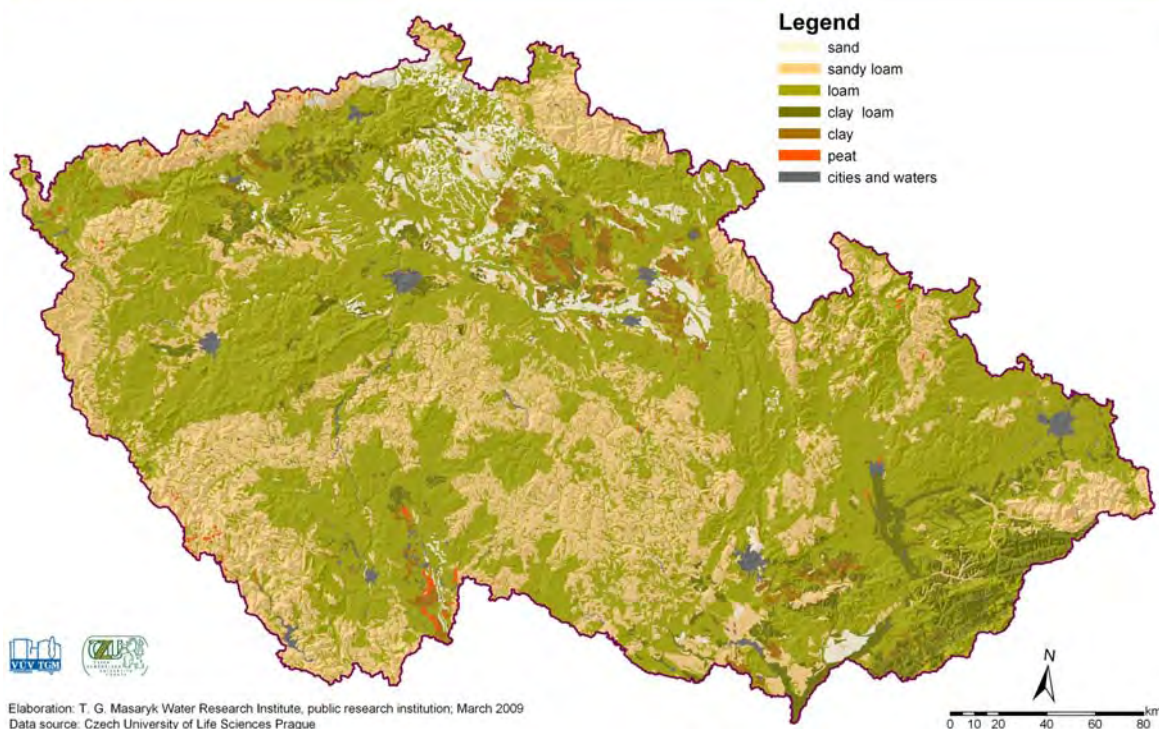 Legend
sand
sandy loam
loam
clay loam
clay
peat
cities and waters
VÚV TGM
N
km
0 10 20 40 60 80
Elaboration: T. G. Masaryk Water Research Institute, public research institution; March 2009
Data source: Czech University of Life Sciences Prague